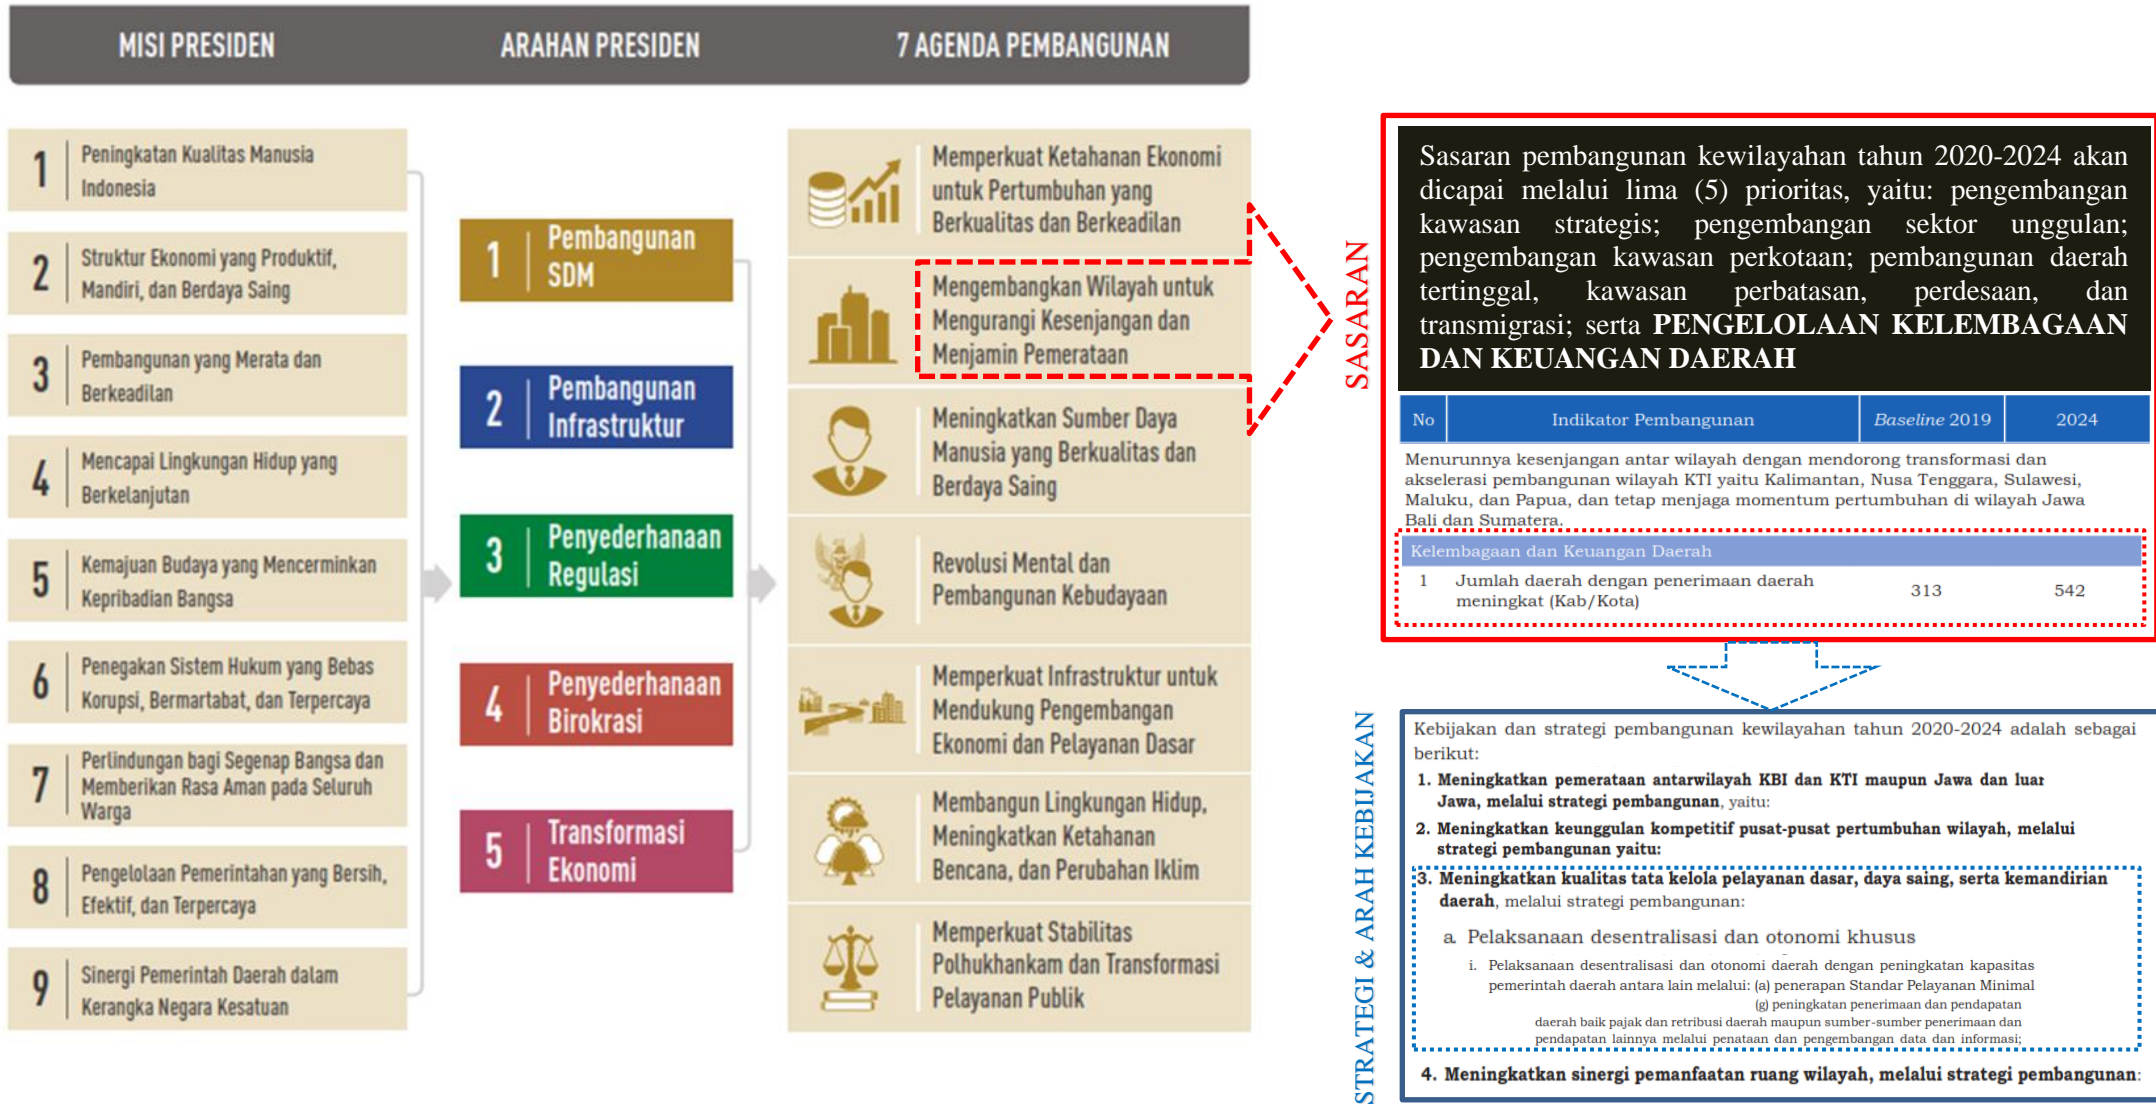 MISI PRESIDEN
ARAHAN PRESIDEN
7 AGENDA PEMBANGUNAN
1
Peningkatan Kualitas Manusia
Indonesia
2
Struktur Ekonomi yang Produktif,
Mandiri, dan Berdaya Saing
3
Pembangunan yang Merata dan
Berkeadilan
4
Mencapai Lingkungan Hidup yang
Berkelanjutan
5
Kemajuan Budaya yang Mencerminkan
Kepribadian Bangsa
6
Penegakan Sistem Hukum yang Bebas
Korupsi, Bermartabat, dan Terpercaya
7
Perlindungan bagi Segenap Bangsa dan
Memberikan Rasa Aman pada Seluruh
Warga
8
Pengelolaan Pemerintahan yang Bersih,
Efektif, dan Terpercaya
9
Sinergi Pemerintah Daerah dalam
Kerangka Negara Kesatuan
1
Pembangunan
SDM
2
Pembangunan
Infrastruktur
3
Penyederhanaan
Regulasi
4
Penyederhanaan
Birokrasi
5
Transformasi
Ekonomi
Memperkuat Ketahanan Ekonomi
untuk Pertumbuhan yang
Berkualitas dan Berkeadilan
Mengembangkan Wilayah untuk
Mengurangi Kesenjangan dan
Menjamin Pemerataan
Meningkatkan Sumber Daya
Manusia yang Berkualitas dan
Berdaya Saing
Revolusi Mental dan
Pembangunan Kebudayaan
Memperkuat Infrastruktur untuk
Mendukung Pengembangan
Ekonomi dan Pelayanan Dasar
Membangun Lingkungan Hidup,
Meningkatkan Ketahanan
Bencana, dan Perubahan Iklim
Memperkuat Stabilitas
Polhukhankam dan Transformasi
Pelayanan Publik
SASARAN
Sasaran pembangunan kewilayahan tahun 2020-2024 akan
dicapai melalui lima (5) prioritas, yaitu: pengembangan
kawasan strategis; pengembangan sektor unggulan;
pengembangan kawasan perkotaan; pembangunan daerah
tertinggal, kawasan perbatasan, perdesaan, dan
transmigrasi; serta PENGELOLAAN KELEMBAGAAN
DAN KEUANGAN DAERAH
No Indikator Pembangunan Baseline 2019 2024
Menurunnya kesenjangan antar wilayah dengan mendorong transformasi dan
akselerasi pembangunan wilayah KTI yaitu Kalimantan, Nusa Tenggara, Sulawesi,
Maluku, dan Papua, dan tetap menjaga momentum pertumbuhan di wilayah Jawa
Bali dan Sumatera.
Kelembagaan dan Keuangan Daerah
1 Jumlah daerah dengan penerimaan daerah
meningkat (Kab/Kota) 313 542
STRATEGI & ARAH KEBIJAKAN
Kebijakan dan strategi pembangunan kewilayahan tahun 2020-2024 adalah sebagai
berikut:
1. Meningkatkan pemerataan antarwilayah KBI dan KTI maupun Jawa dan luar
Jawa, melalui strategi pembangunan, yaitu:
2. Meningkatkan keunggulan kompetitif pusat-pusat pertumbuhan wilayah, melalui
strategi pembangunan yaitu:
3. Meningkatkan kualitas tata kelola pelayanan dasar, daya saing, serta kemandirian
daerah, melalui strategi pembangunan:
a. Pelaksanaan desentralisasi dan otonomi khusus
i. Pelaksanaan desentralisasi dan otonomi daerah dengan peningkatan kapasitas
pemerintah daerah antara lain melalui: (a) penerapan Standar Pelayanan Minimal
(g) peningkatan penerimaan dan pendapatan
daerah baik pajak dan retribusi daerah maupun sumber-sumber penerimaan dan
pendapatan lainnya melalui penataan dan pengembangan data dan informasi;
4. Meningkatkan sinergi pemanfaatan ruang wilayah, melalui strategi pembangunan: